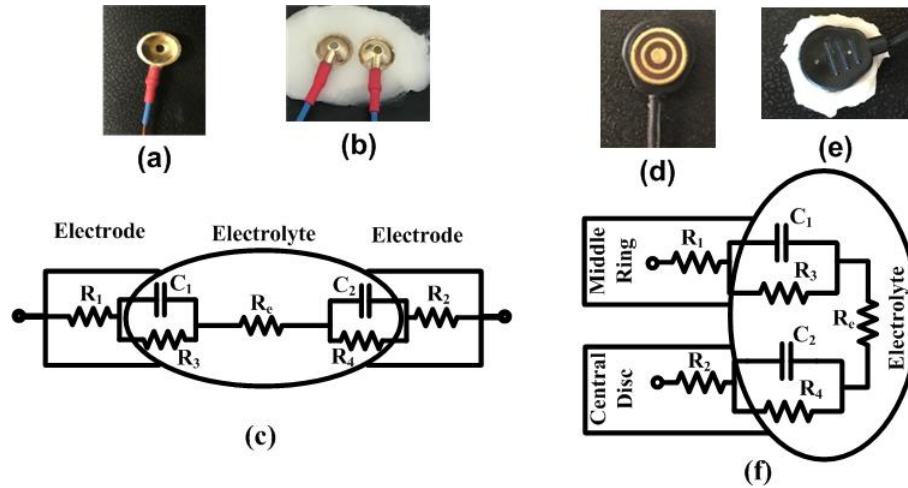 (a)
(b)
(d)
(e)
Electrode
Electrolyte
Electrode
R1
C1
R3
Re
C2
R4
R2
(c)
Middle
Ring
R1
C1
R3
Re
Electrolyte
Central
Disc
R2
C2
R4
(f)